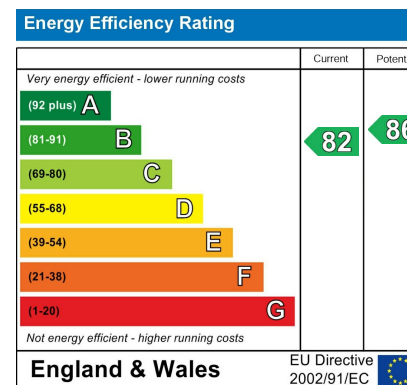 Energy Efficiency Rating
Current Potent
Very energy efficient - lower running costs
(92 plus) A
(81-91) B
82
86
(69-80) C
(55-68) D
(39-54) E
(21-38) F
(1-20) G
Not energy efficient - higher running costs
England & Wales
EU Directive
2002/91/EC